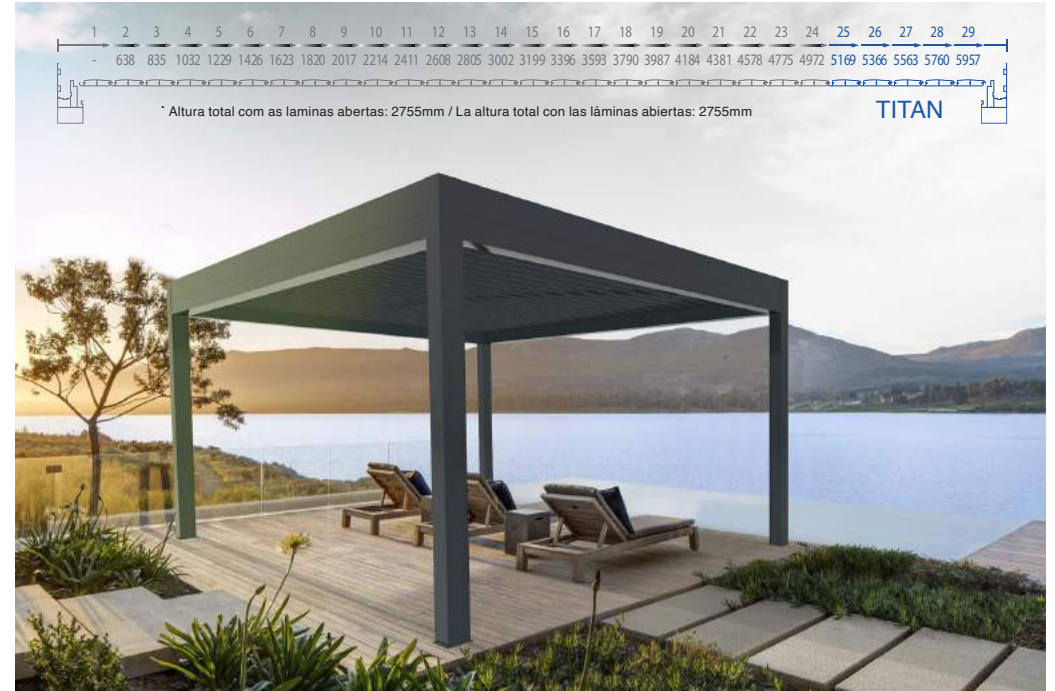 1 2 3 4 5 6 7 8 9 10 11 12 13 14 15 16 17 18 19 20 21 22 23 24 25 26 27 28 29
- 638 835 1032 1229 1426 1623 1820 2017 2214 2411 2608 2805 3002 3199 3396 3593 3790 3987 4184 4381 4578 4775 4972 5169 5366 5563 5760 5957
* Altura total com as laminas abertas: 2755mm / La altura total con las láminas abiertas: 2755mm
TITAN